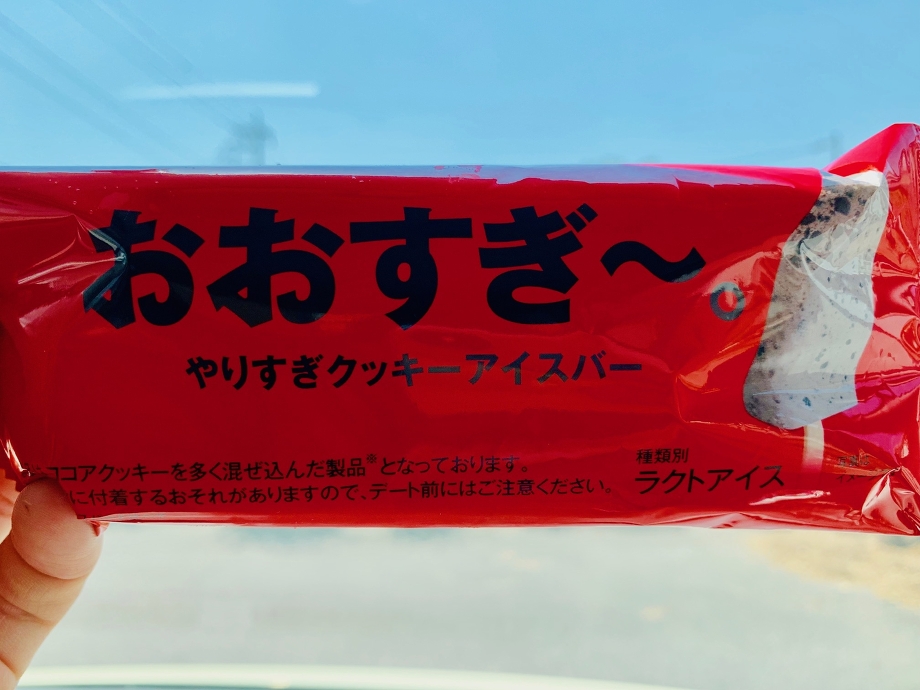 おおすぎ〜。
やりすぎクッキーアイスバー
ココアクッキーを多く混ぜ込んだ製品※となっております。
に付着するおそれがありますので、デート前にはご注意ください。
種類別
ラクトアイス